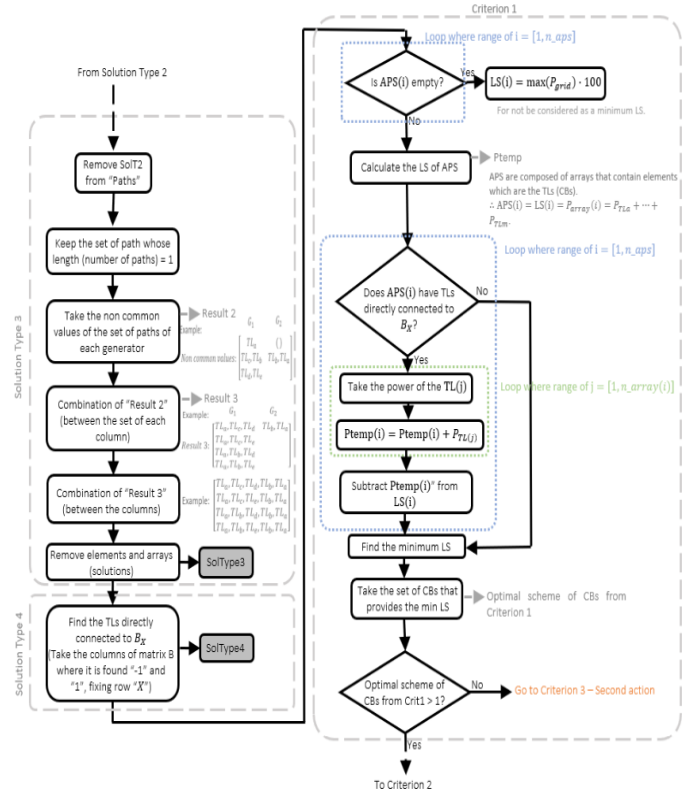 From Solution Type 2
Solution Type 3
Remove SolT2
from "Paths"
Keep the set of path whose
length (number of paths) = 1
Take the non common
values of the set of paths of
each generator
Result 2
Example:
G₁ G₂
Non common values:
Combination of "Result 2"
(between the set of each
column)
Result 3
Example:
G₁ G₂
Result 3:
Combination of "Result 3"
(between the columns)
Example:
Remove elements and arrays
(solutions)
SolType3
Solution Type 4
Find the TLs directly
connected to B_X
(Take the columns of matrix B
where it is found "-1" and
"1", fixing row "X")
SolType4
Criterion 1
Loop where range of i = [1, n_aps]
Is APS(i) empty?
Yes
LS(i) = max(P_grid) · 100
For not be considered as a minimum LS.
No
Calculate the LS of APS
Ptemp
APS are composed of arrays that contain elements
which are the TLs (CBs).
∴ APS(i) = LS(i) = P_array(i) = P_TLa + ⋯ +
P_TLm.
Loop where range of i = [1, n_aps]
Does APS(i) have TLs
directly connected to
B_X?
No
Yes
Take the power of the TL(j)
Loop where range of j = [1, n_array(i)]
Ptemp(i) = Ptemp(i) + P_TL(j)
Subtract Ptemp(i)" from
LS(i)
Find the minimum LS
Take the set of CBs that
provides the min LS
Optimal scheme of CBs from
Criterion 1
Optimal scheme of
CBs from Crit1 > 1?
No
Go to Criterion 3 – Second action
Yes
To Criterion 2